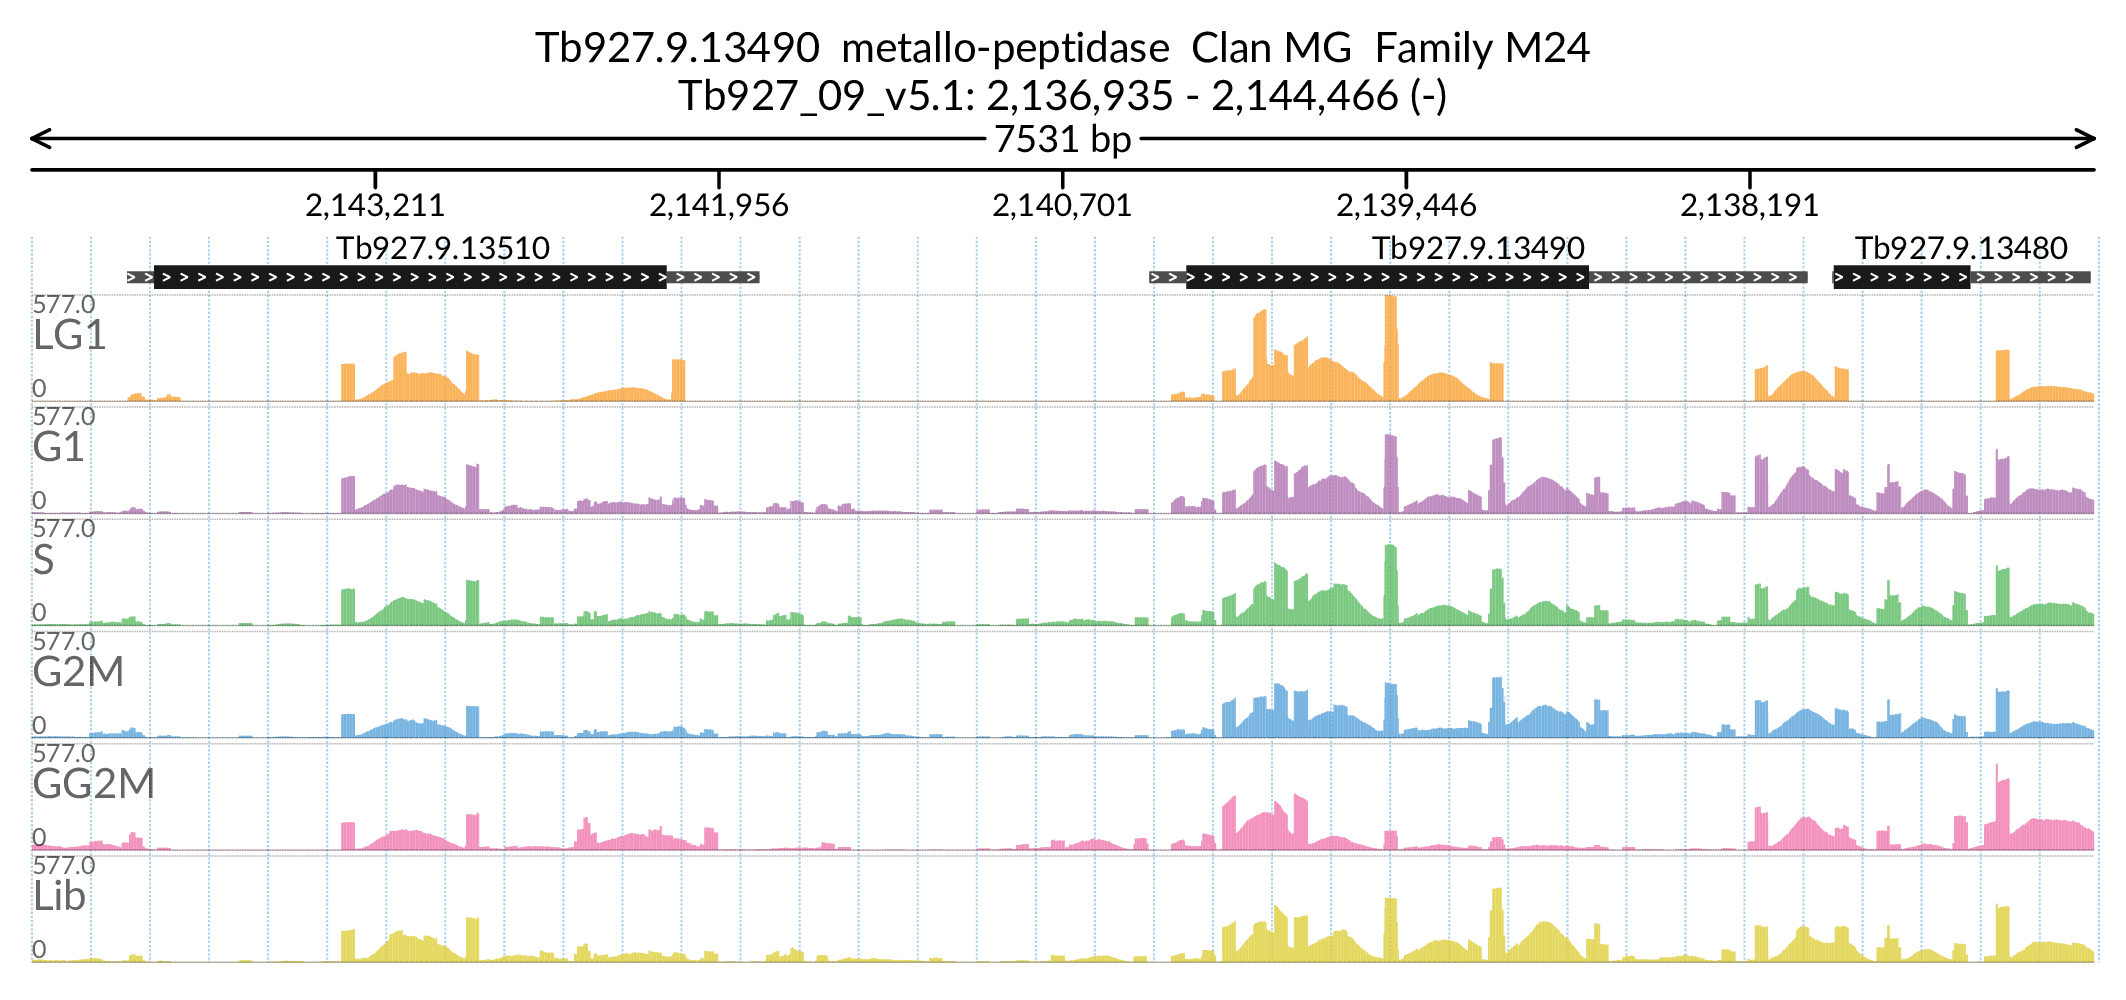 Tb927.9.13490 metallo-peptidase Clan MG Family M24
Tb927_09_v5.1: 2,136,935 - 2,144,466 (-)
7531 bp
2,143,211 2,141,956 2,140,701 2,139,446 2,138,191
Tb927.9.13510 Tb927.9.13490 Tb927.9.13480
577.0
LG1
0
577.0
G1
0
577.0
S
0
577.0
G2M
0
577.0
GG2M
0
577.0
Lib
0